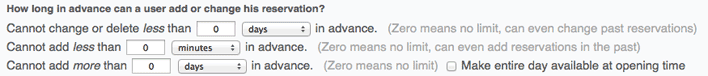 How long in advance can a user add or change his reservation?
Cannot change or delete less than 0 days in advance. (Zero means no limit, can even change past reservations)
Cannot add less than 0 minutes in advance. (Zero means no limit, can even add reservations in the past)
Cannot add more than 0 days in advance. (Zero means no limit) Make entire day available at opening time